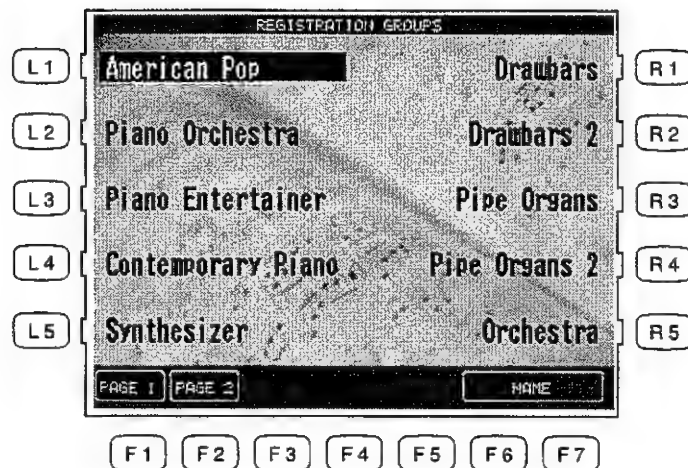 REGISTRATION GROUPS
L1 American Pop Drawbars R1
L2 Piano Orchestra Drawbars 2 R2
L3 Piano Entertainer Pipe Organs R3
L4 Contemporary Piano Pipe Organs 2 R4
L5 Synthesizer Orchestra R5
PAGE 1 PAGE 2 NAME
F1 F2 F3 F4 F5 F6 F7